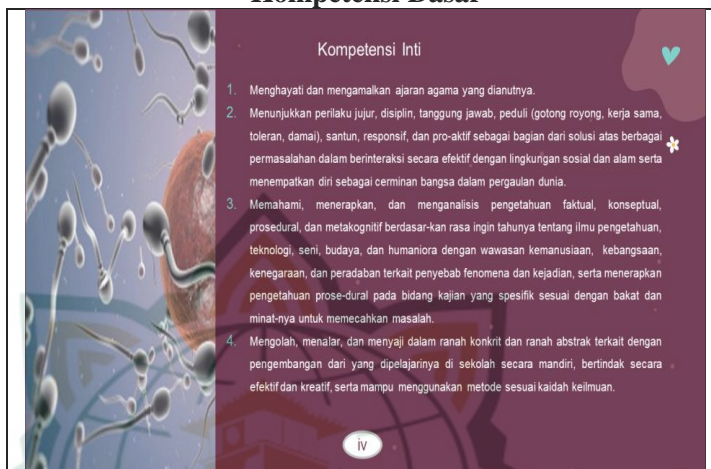 Kompetensi Dasar
Kompetensi Inti
1. Menghayati dan mengamalkan ajaran agama yang dianutnya.
2. Menunjukkan perilaku jujur, disiplin, tanggung jawab, peduli (gotong royong, kerja sama,
toleran, damai), santun, responsif, dan pro-aktif sebagai bagian dari solusi atas berbagai
permasalahan dalam berinteraksi secara efektif dengan lingkungan sosial dan alam serta
menempatkan diri sebagai cerminan bangsa dalam pergaulan dunia.
3. Memahami, menerapkan, dan menganalisis pengetahuan faktual, konseptual,
prosedural, dan metakognitif berdasar-kan rasa ingin tahunya tentang ilmu pengetahuan,
teknologi, seni, budaya, dan humaniora dengan wawasan kemanusiaan, kebangsaan,
kenegaraan, dan peradaban terkait penyebab fenomena dan kejadian, serta menerapkan
pengetahuan prose-dural pada bidang kajian yang spesifik sesuai dengan bakat dan
minat-nya untuk memecahkan masalah.
4. Mengolah, menalar, dan menyaji dalam ranah konkrit dan ranah abstrak terkait dengan
pengembangan dari yang dipelajarinya di sekolah secara mandiri, bertindak secara
efektif dan kreatif, serta mampu menggunakan metode sesuai kaidah keilmuan.
iv